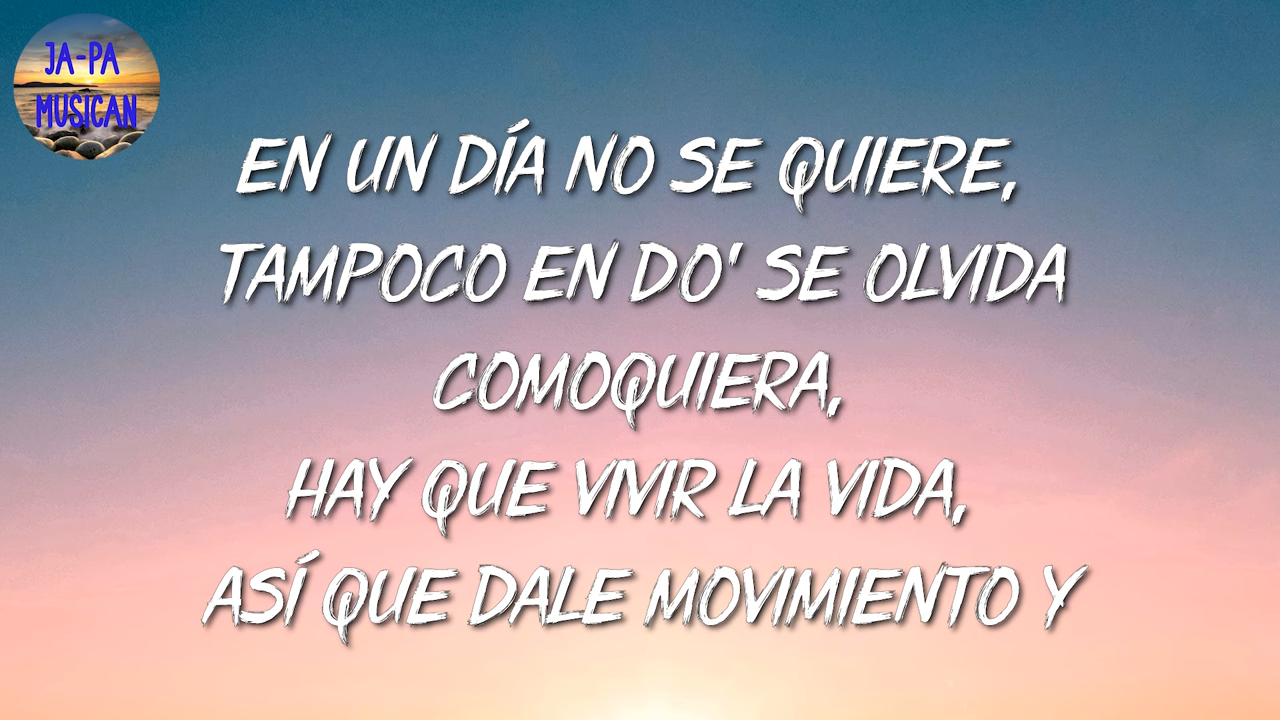 JA-PA
MUSICAN
EN UN DÍA NO SE QUIERE,
TAMPOCO EN DO' SE OLVIDA
COMOQUIERA,
HAY QUE VIVIR LA VIDA,
ASÍ QUE DALE MOVIMIENTO Y